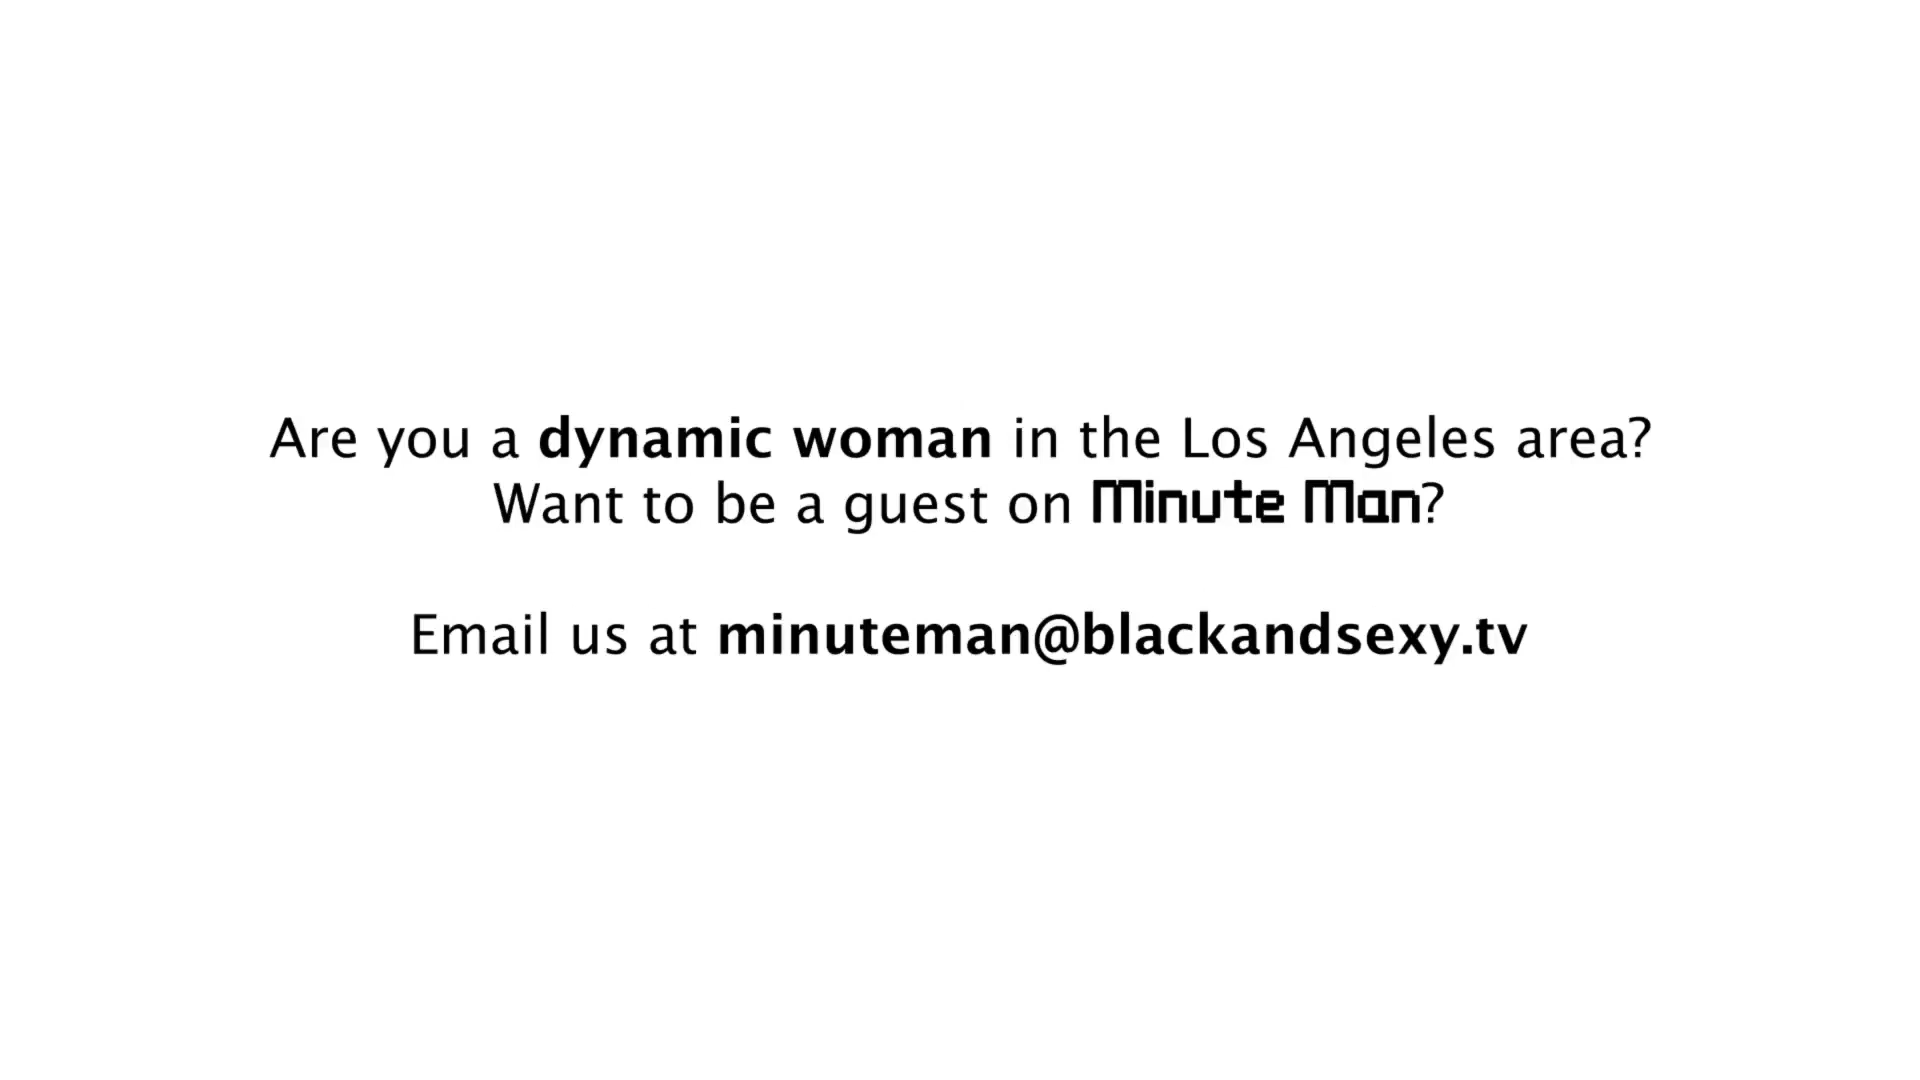 Are you a dynamic woman in the Los Angeles area?
Want to be a guest on Minute Man?
Email us at minuteman@blackandsexy.tv